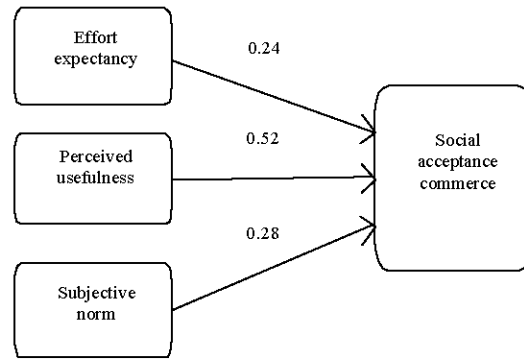 Effort
expectancy
0.24
Perceived
usefulness
0.52
Social
acceptance
commerce
0.28
Subjective
norm